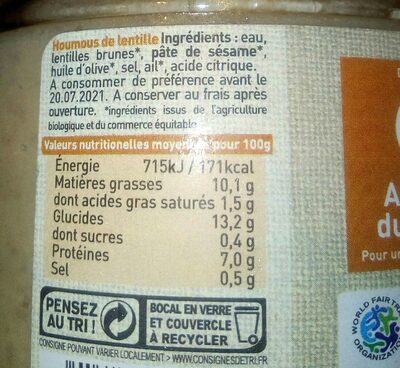 Houmous de lentille Ingrédients : eau,
lentilles brunes*, pâte de sésame*,
huile d'olive*, sel, ail*, acide citrique.
A consommer de préférence avant le
20.07.2021. A conserver au frais après
ouverture. *ingrédients issus de l'agriculture
biologique et du commerce équitable
Valeurs nutritionelles moyennes pour 100g
Énergie 715kJ / 171kcal
Matières grasses 10,1 g
dont acides gras saturés 1,5 g
Glucides 13,2 g
dont sucres 0,4 g
Protéines 7,0 g
Sel 0,5 g
PENSEZ
AU TRI !
BOCAL EN VERRE
ET COUVERCLE
À RECYCLER
CONSIGNE POUVANT VARIER LOCALEMENT > WWW.CONSIGNESDETRI.FR
A
du
Pour un
WORLD FAIR TRA
ORGANIZATIO